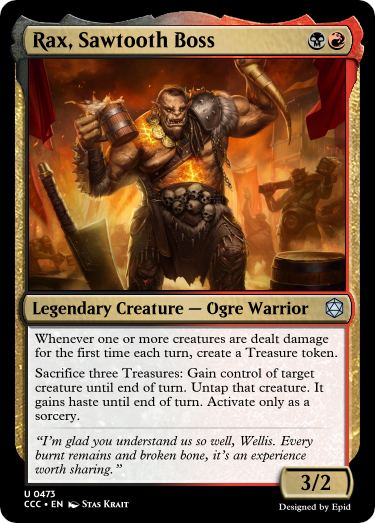 Rax, Sawtooth Boss
Legendary Creature — Ogre Warrior
Whenever one or more creatures are dealt damage
for the first time each turn, create a Treasure token.
Sacrifice three Treasures: Gain control of target
creature until end of turn. Untap that creature. It
gains haste until end of turn. Activate only as a
sorcery.
“I’m glad you understand us so well, Wellis. Every
burnt remains and broken bone, it’s an experience
worth sharing.”
3/2
U 0473
CCC • EN Stas Krait
Designed by Epid